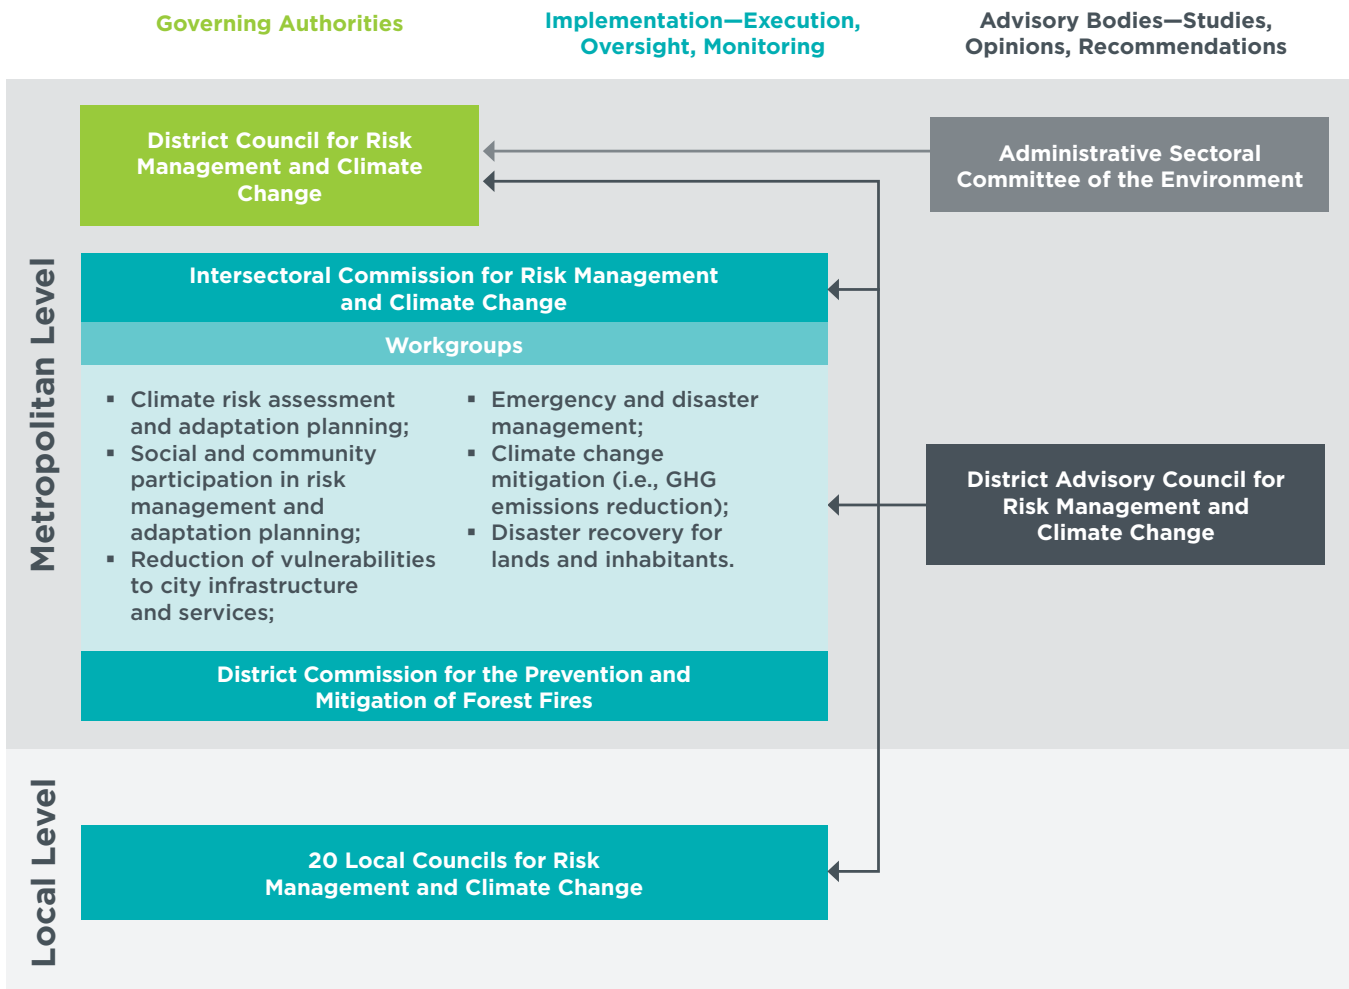 Governing Authorities
Implementation—Execution,
Oversight, Monitoring
Advisory Bodies—Studies,
Opinions, Recommendations
Metropolitan Level
District Council for Risk
Management and Climate
Change
Administrative Sectoral
Committee of the Environment
Intersectoral Commission for Risk Management
and Climate Change
Workgroups
▪ Climate risk assessment
and adaptation planning;
▪ Social and community
participation in risk
management and
adaptation planning;
▪ Reduction of vulnerabilities
to city infrastructure
and services;
▪ Emergency and disaster
management;
▪ Climate change
mitigation (i.e., GHG
emissions reduction);
▪ Disaster recovery for
lands and inhabitants.
District Advisory Council for
Risk Management and
Climate Change
District Commission for the Prevention and
Mitigation of Forest Fires
Local Level
20 Local Councils for Risk
Management and Climate Change